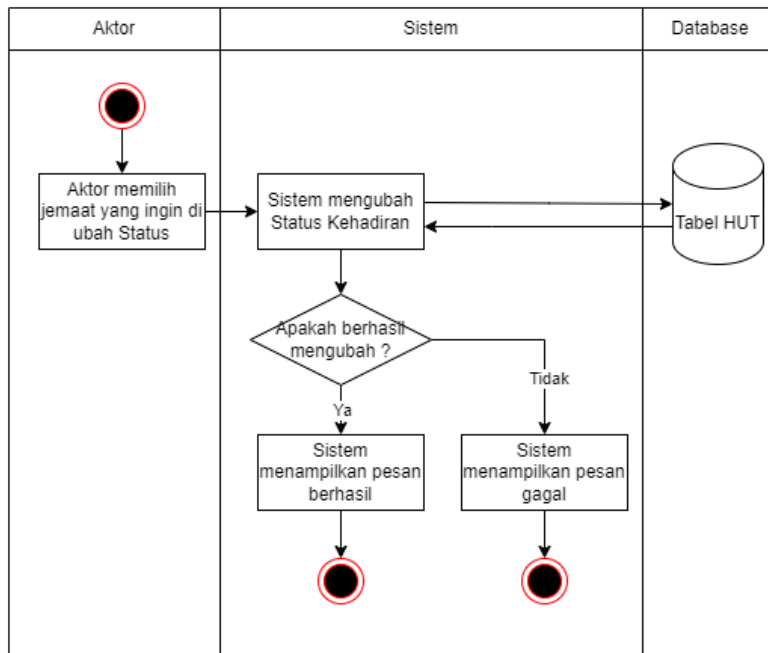 Aktor
Sistem
Database
Aktor memilih
jemaat yang ingin di
ubah Status
Sistem mengubah
Status Kehadiran
Tabel HUT
Apakah berhasil
mengubah ?
Tidak
Ya
Sistem
menampilkan pesan
berhasil
Sistem
menampilkan pesan
gagal